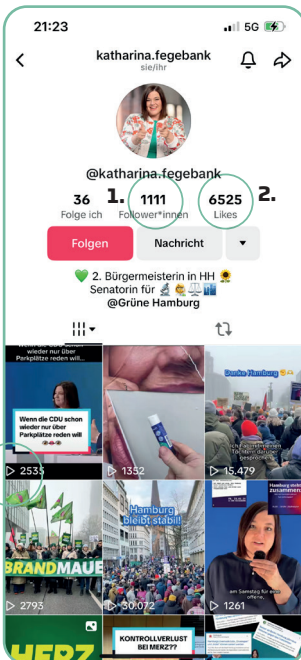 21:23
5G
katharina.fegebank
sie/ihr
@katharina.fegebank
36
1.
1111
6525
2.
Folge ich
Follower*innen
Likes
Folgen
Nachricht
💚 2. Bürgermeisterin in HH 🌻
Senatorin für
@Grüne Hamburg
Wenn die CDU schon
wieder nur über
Parkplätze reden will...
Wenn die CDU schon
wieder nur über
Parkplätze reden will
2535
1352
Danke Hamburg
15.479
BRANDMAUE
2793
Hamburg
bleibt stabil!
30.072
Hamburg steht
zusammen
am Samstag für eine
offene,
1261
HERZ
KONTROLLVERLUST
BEI MERZ??